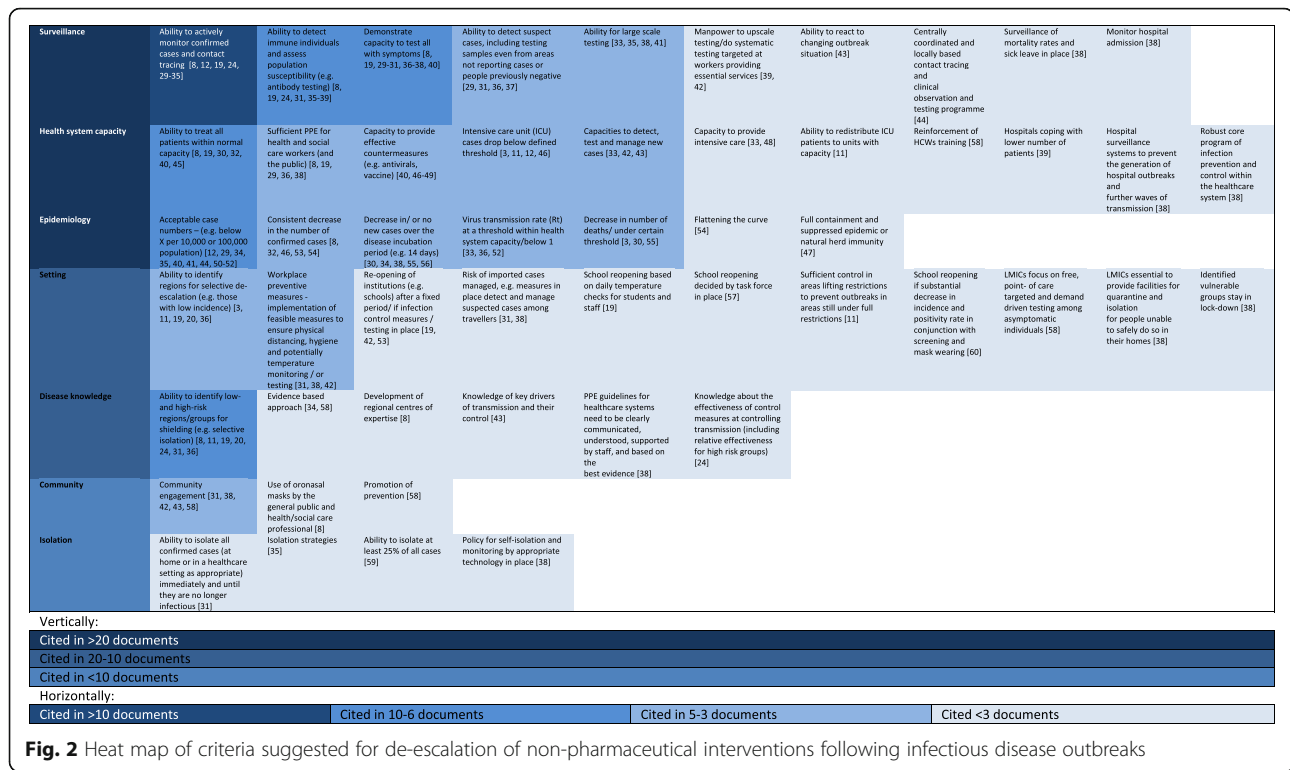 Surveillance
Ability to actively
monitor confirmed
cases and contact
tracing [8, 12, 19, 24,
29-35]
Ability to detect
immune individuals
and assess
population
susceptibility (e.g.
antibody testing) [8,
19, 24, 31, 35-39]
Demonstrate
capacity to test all
with symptoms [8,
19, 29-31, 36-38, 40]
Ability to detect suspect
cases, including testing
samples even from areas
not reporting cases or
people previously negative
[29, 31, 36, 37]
Ability for large scale
testing [33, 35, 38, 41]
Manpower to upscale
testing/do systematic
testing targeted at
workers providing
essential services [39,
42]
Ability to react to
changing outbreak
situation [43]
Centrally
coordinated and
locally based
contact tracing
and
clinical
observation and
testing programme
[44]
Surveillance of
mortality rates and
sick leave in place [38]
Monitor hospital
admission [38]
Health system capacity
Ability to treat all
patients within normal
capacity [8, 19, 30, 32,
40, 45]
Sufficient PPE for
health and social
care workers (and
the public) [8, 19,
29, 36, 38]
Capacity to provide
effective
countermeasures
(e.g. antivirals,
vaccine) [40, 46-49]
Intensive care unit (ICU)
cases drop below defined
threshold [3, 11, 12, 46]
Capacities to detect,
test and manage new
cases [33, 42, 43]
Capacity to provide
intensive care [33, 48]
Ability to redistribute ICU
patients to units with
capacity [11]
Reinforcement of
HCWs training [58]
Hospitals coping with
lower number of
patients [39]
Hospital
surveillance
systems to prevent
the generation of
hospital outbreaks
and
further waves of
transmission [38]
Robust core
program of
infection
prevention and
control within
the healthcare
system [38]
Epidemiology
Acceptable case
numbers – (e.g. below
X per 10,000 or 100,000
population) [12, 29, 34,
35, 40, 41, 44, 50-52]
Consistent decrease
in the number of
confirmed cases [8,
32, 46, 53, 54]
Decrease in/ or no
new cases over the
disease incubation
period (e.g. 14 days)
[30, 34, 38, 55, 56]
Virus transmission rate (Rt)
at a threshold within health
system capacity/below 1
[33, 36, 52]
Decrease in number of
deaths/ under certain
threshold [3, 30, 55]
Flattening the curve
[54]
Full containment and
suppressed epidemic or
natural herd immunity
[47]
Setting
Ability to identify
regions for selective de-
escalation (e.g. those
with low incidence) [3,
11, 19, 20, 36]
Workplace
preventive
measures -
implementation of
feasible measures to
ensure physical
distancing, hygiene
and potentially
temperature
monitoring / or
testing [31, 38, 42]
Re-opening of
institutions (e.g.
schools) after a fixed
period/ if infection
control measures /
testing in place [19,
42, 53]
Risk of imported cases
managed, e.g. measures in
place detect and manage
suspected cases among
travellers [31, 38]
School reopening based
on daily temperature
checks for students and
staff [19]
School reopening
decided by task force
in place [57]
Sufficient control in
areas lifting restrictions
to prevent outbreaks in
areas still under full
restrictions [11]
School reopening
if substantial
decrease in
incidence and
positivity rate in
conjunction with
screening and
mask wearing [60]
LMICs focus on free,
point- of care
targeted and demand
driven testing among
asymptomatic
individuals [58]
LMICs essential to
provide facilities for
quarantine and
isolation
for people unable
to safely do so in
their homes [38]
Identified
vulnerable
groups stay in
lock-down [38]
Disease knowledge
Ability to identify low-
and high-risk
regions/groups for
shielding (e.g. selective
isolation) [8, 11, 19, 20,
24, 31, 36]
Evidence based
approach [34, 58]
Development of
regional centres of
expertise [8]
Knowledge of key drivers
of transmission and their
control [43]
PPE guidelines for
healthcare systems
need to be clearly
communicated,
understood, supported
by staff, and based on
the
best evidence [38]
Knowledge about the
effectiveness of control
measures at controlling
transmission (including
relative effectiveness
for high risk groups)
[24]
Community
Community
engagement [31, 38,
42, 43, 58]
Use of oronasal
masks by the
general public and
health/social care
professional [8]
Promotion of
prevention [58]
Isolation
Ability to isolate all
confirmed cases (at
home or in a healthcare
setting as appropriate)
immediately and until
they are no longer
infectious [31]
Isolation strategies
[35]
Ability to isolate at
least 25% of all cases
[59]
Policy for self-isolation and
monitoring by appropriate
technology in place [38]
Vertically:
Cited in >20 documents
Cited in 20-10 documents
Cited in <10 documents
Horizontally:
Cited in >10 documents
Cited in 10-6 documents
Cited in 5-3 documents
Cited <3 documents
Fig. 2 Heat map of criteria suggested for de-escalation of non-pharmaceutical interventions following infectious disease outbreaks